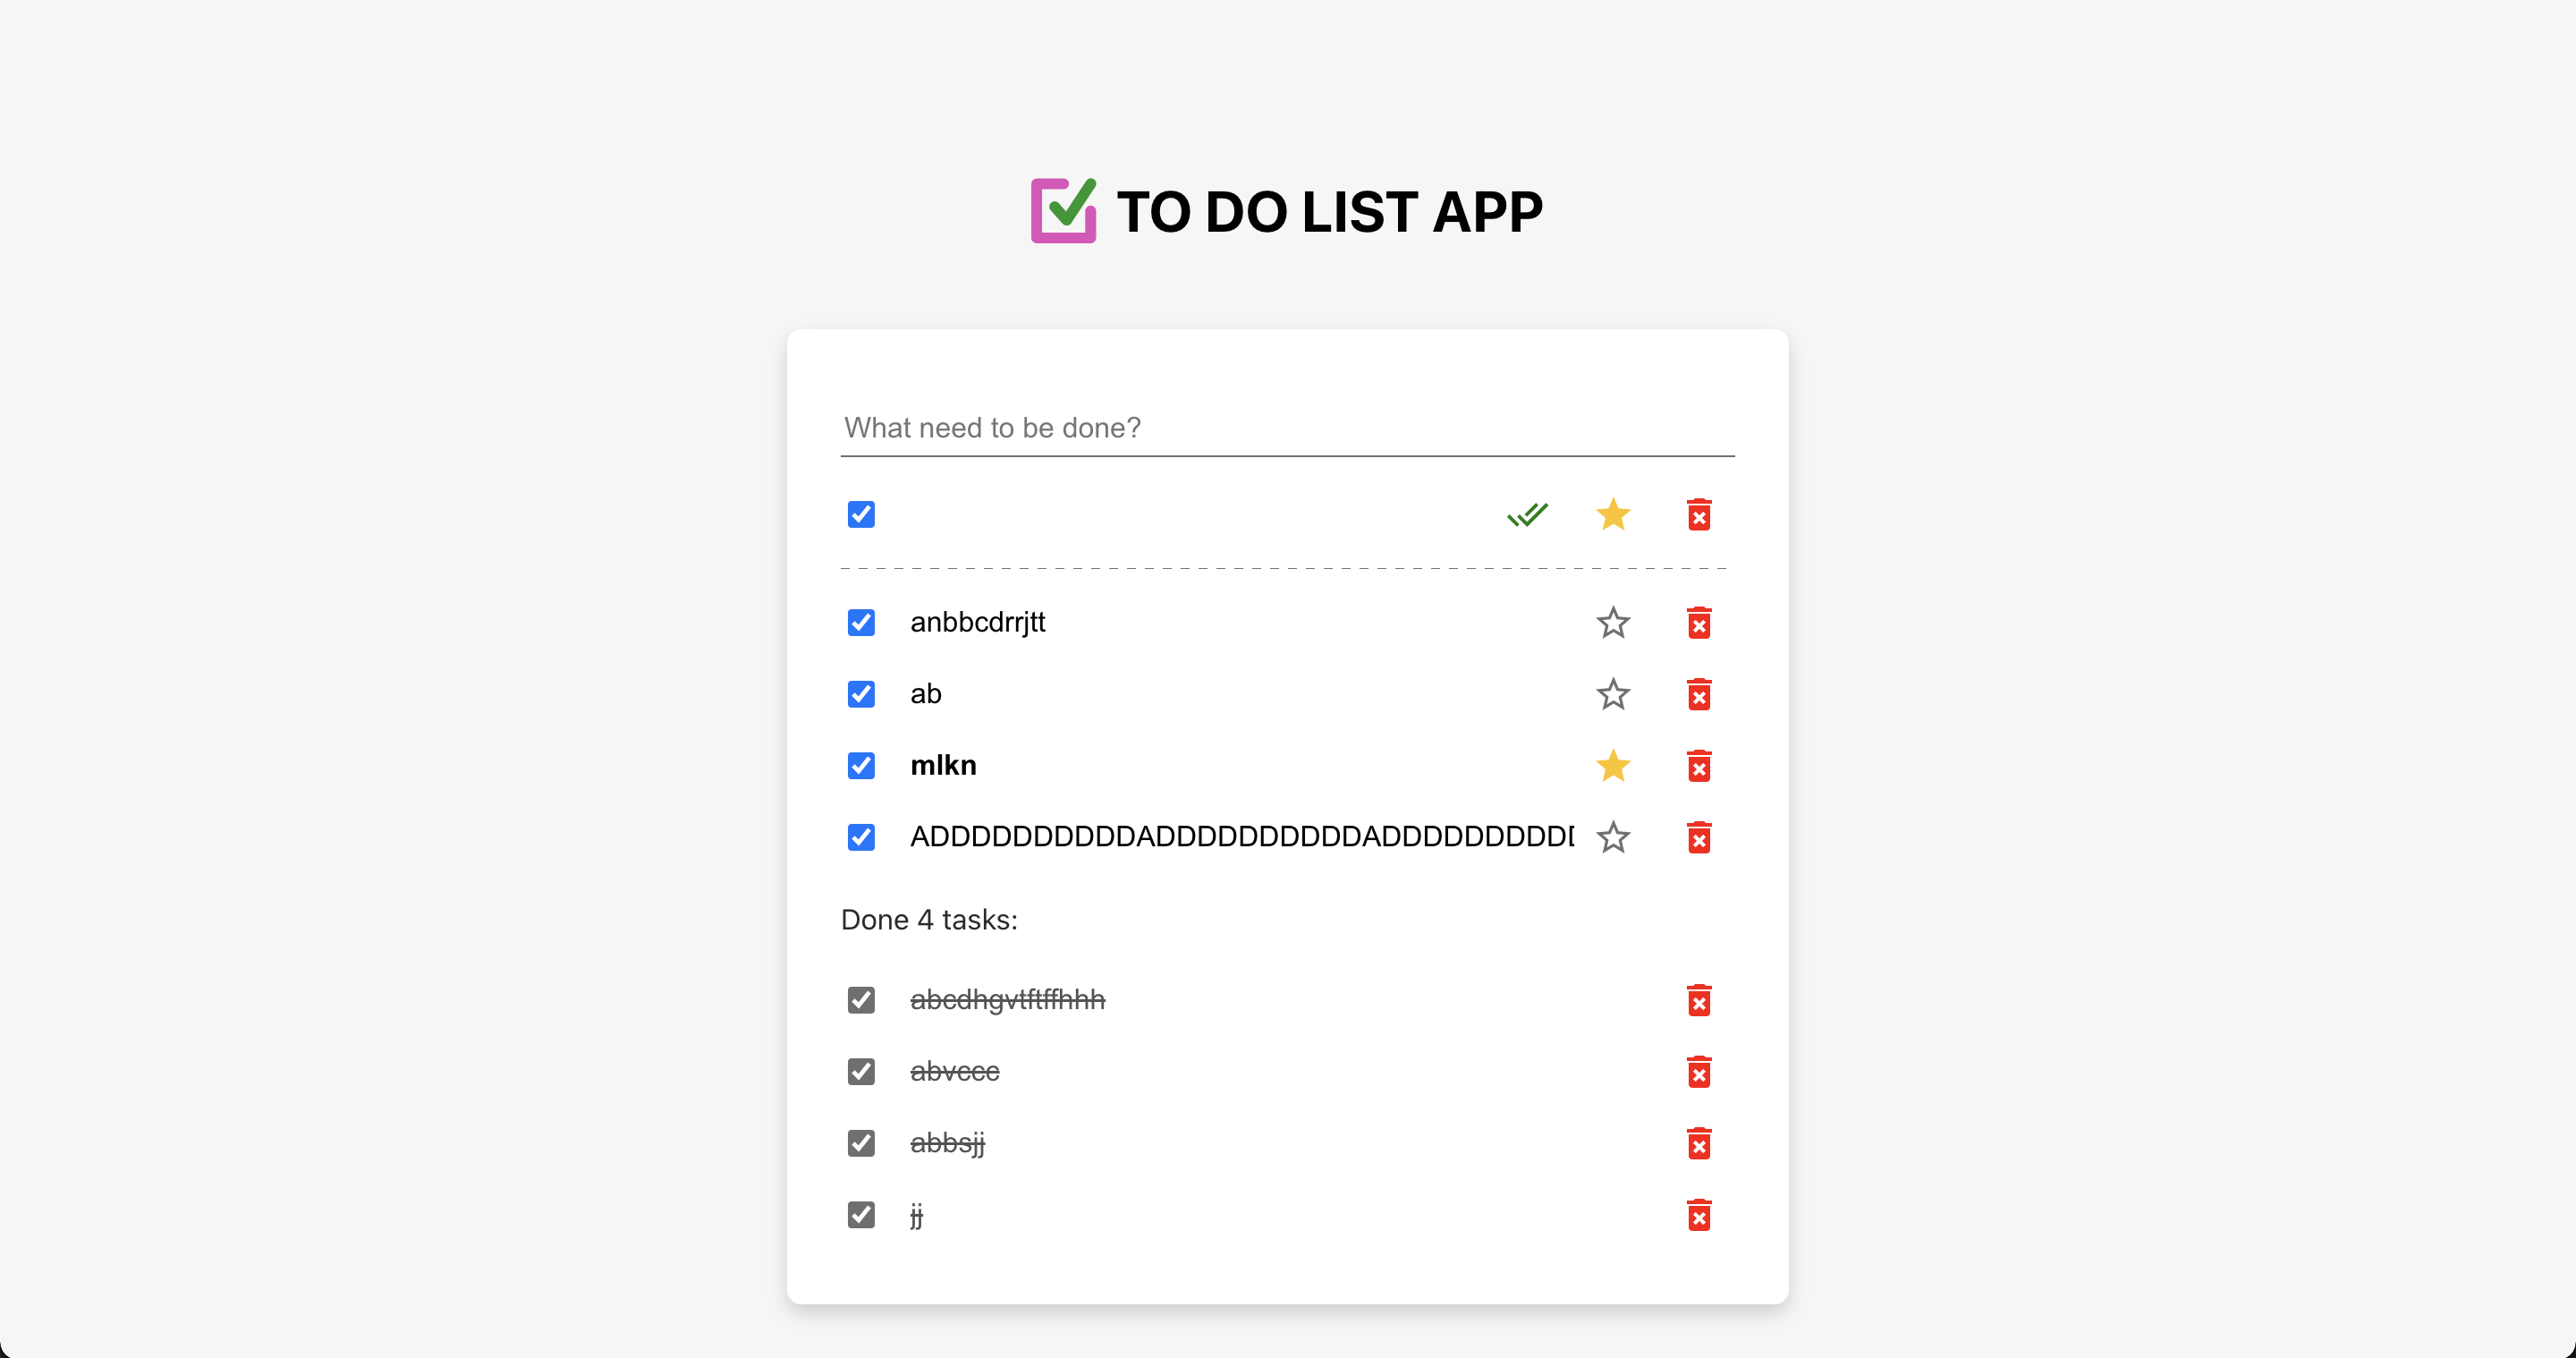 TO DO LIST APP
What need to be done?
anbbcdrrjtt
ab
mlkn
ADDDDDDDDDDADDDDDDDDDDADDDDDDDDDD
Done 4 tasks:
abcdhgvtftffhhh
abvccc
abbsjj
jj